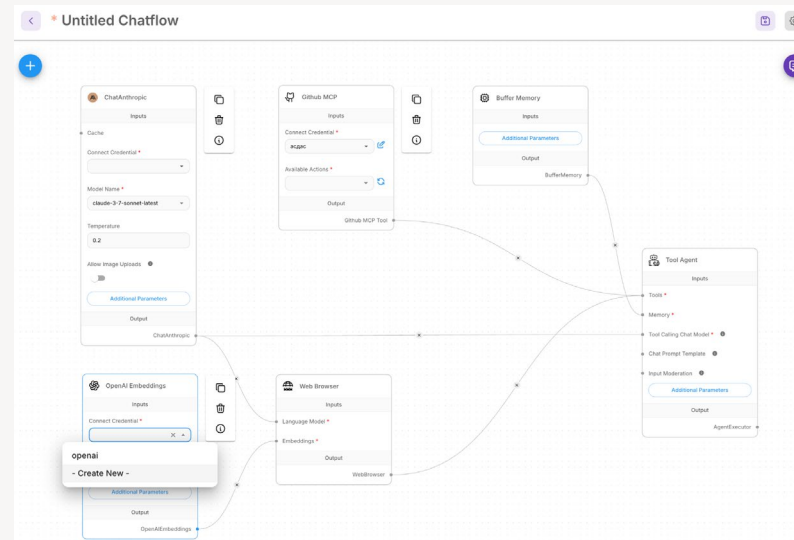 * Untitled Chatflow
ChatAnthropic
Inputs
Cache
Connect Credential *
Model Name *
claude-3-7-sonnet-latest
Temperature
0.2
Allow Image Uploads
Additional Parameters
Output
ChatAnthropic
Github MCP
Inputs
Connect Credential *
асдас
Available Actions *
Output
Github MCP Tool
Buffer Memory
Inputs
Additional Parameters
Output
BufferMemory
Tool Agent
Inputs
Tools *
Memory *
Tool Calling Chat Model *
Chat Prompt Template
Input Moderation
Additional Parameters
Output
AgentExecutor
OpenAI Embeddings
Inputs
Connect Credential *
openai
- Create New -
Additional Parameters
Output
OpenAIEmbeddings
Web Browser
Inputs
Language Model *
Embeddings *
Output
WebBrowser